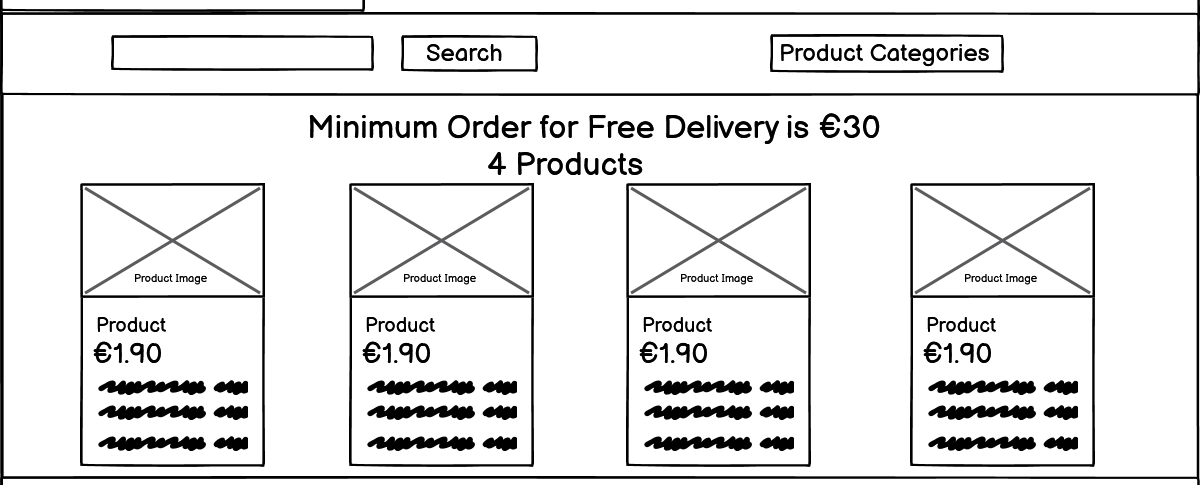 Search
Product Categories
Minimum Order for Free Delivery is €30
4 Products
Product Image
Product Image
Product Image
Product Image
Product
Product
Product
Product
€1.90
€1.90
€1.90
€1.90